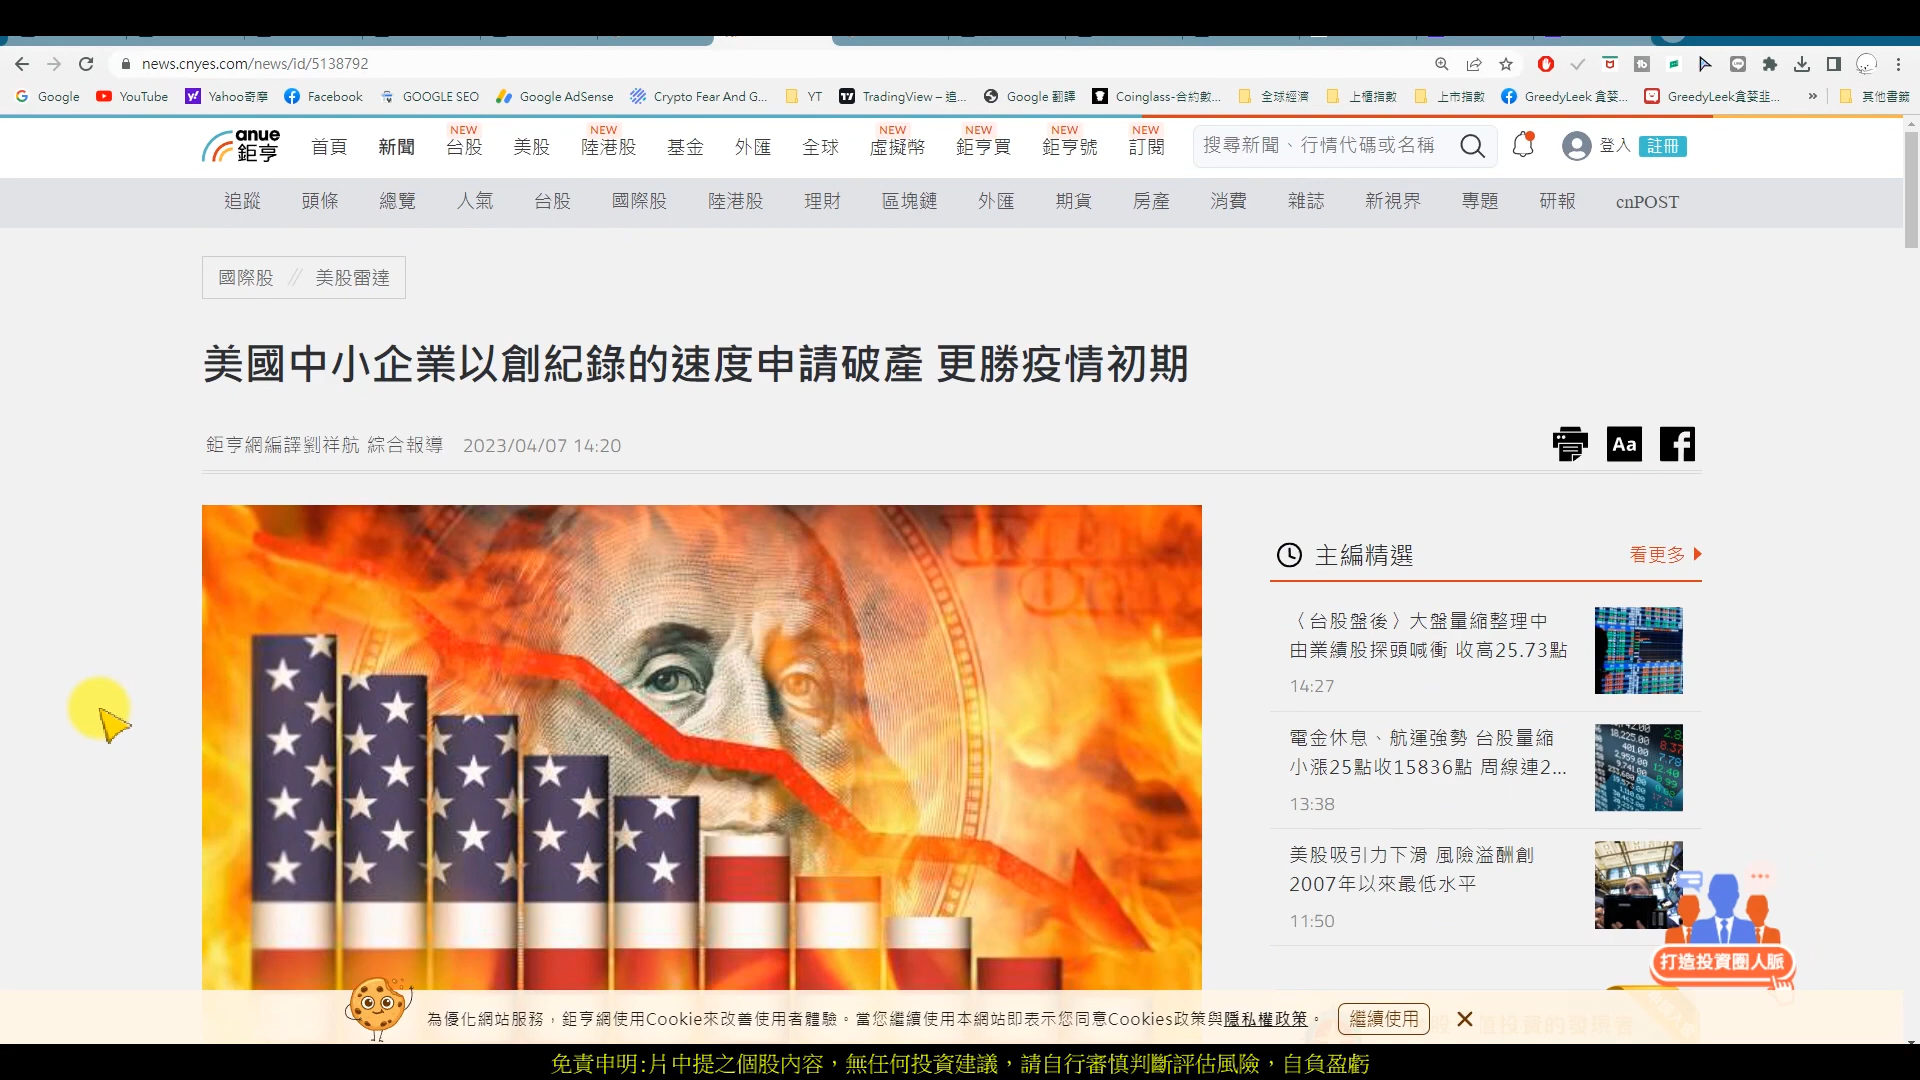 news.cnyes.com/news/id/5138792
Google YouTube Yahoo奇摩 Facebook GOOGLE SEO Google AdSense Crypto Fear And G... YT TradingView – 追... Google 翻譯 Coinglass-合約數... 全球經濟 上櫃指數 上市指數 GreedyLeek 貪婪... GreedyLeek貪婪韭... » 其他書籤
anue
鉅亨
NEW NEW NEW NEW NEW NEW
首頁 新聞 台股 美股 陸港股 基金 外匯 全球 虛擬幣 鉅亨買 鉅亨號 訂閱 搜尋新聞、行情代碼或名稱 登入 註冊
追蹤 頭條 總覽 人氣 台股 國際股 陸港股 理財 區塊鏈 外匯 期貨 房產 消費 雜誌 新視界 專題 研報 cnPOST
國際股 // 美股雷達
美國中小企業以創紀錄的速度申請破產 更勝疫情初期
鉅亨網編譯劉祥航 綜合報導 2023/04/07 14:20
Aa
主編精選 看更多
〈台股盤後〉大盤量縮整理中
由業績股探頭喊衝 收高25.73點
14:27
電金休息、航運強勢 台股量縮
小漲25點收15836點 周線連2...
13:38
美股吸引力下滑 風險溢酬創
2007年以來最低水平
11:50
打造投資圈人脈
為優化網站服務，鉅亨網使用Cookie來改善使用者體驗。當您繼續使用本網站即表示您同意Cookies政策與隱私權政策。 繼續使用
免責申明:片中提之個股內容，無任何投資建議，請自行審慎判斷評估風險，自負盈虧